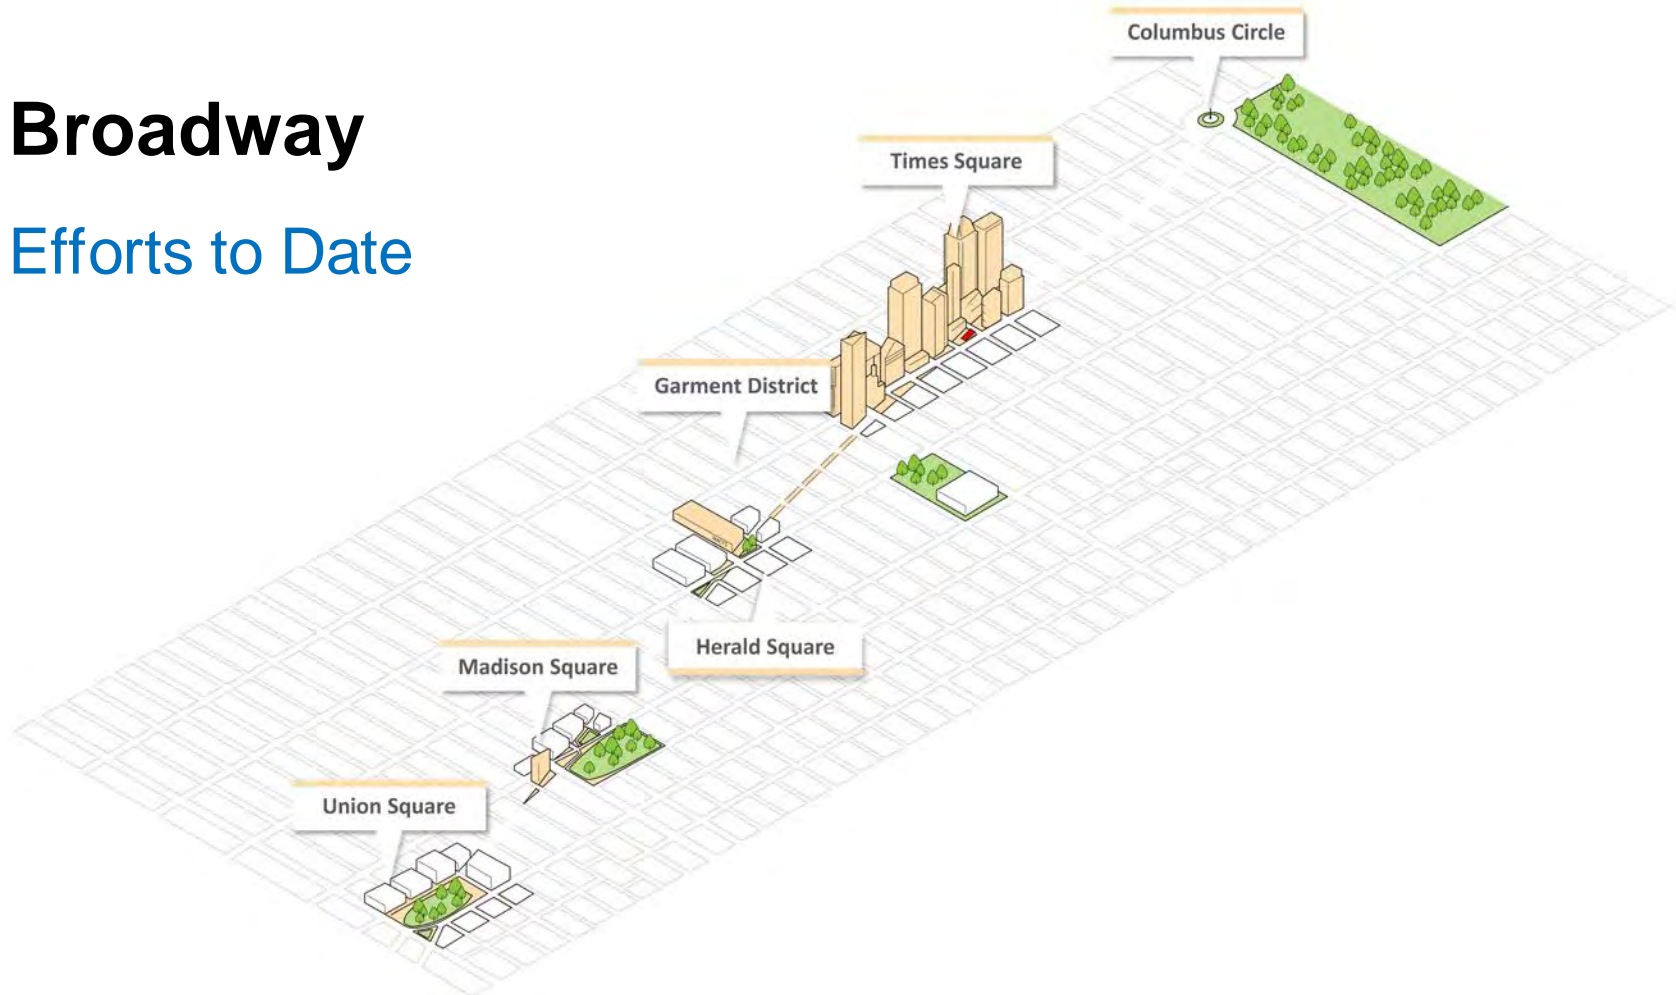 Broadway
Efforts to Date
Columbus Circle
Times Square
Garment District
Herald Square
Madison Square
Union Square